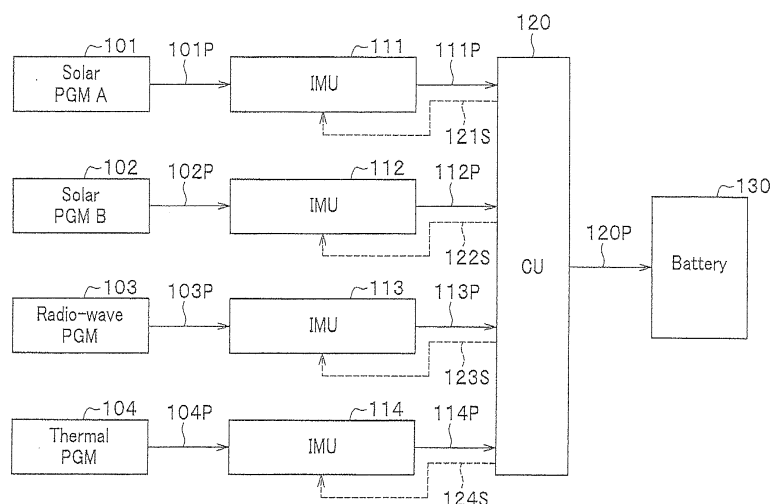 120
101
101P
111
111P
Solar
PGM A
IMU
121S
102
102P
112
112P
130
Solar
PGM B
IMU
120P
122S
CU
Battery
103
103P
113
113P
Radio-wave
PGM
IMU
123S
104
104P
114
114P
Thermal
PGM
IMU
124S